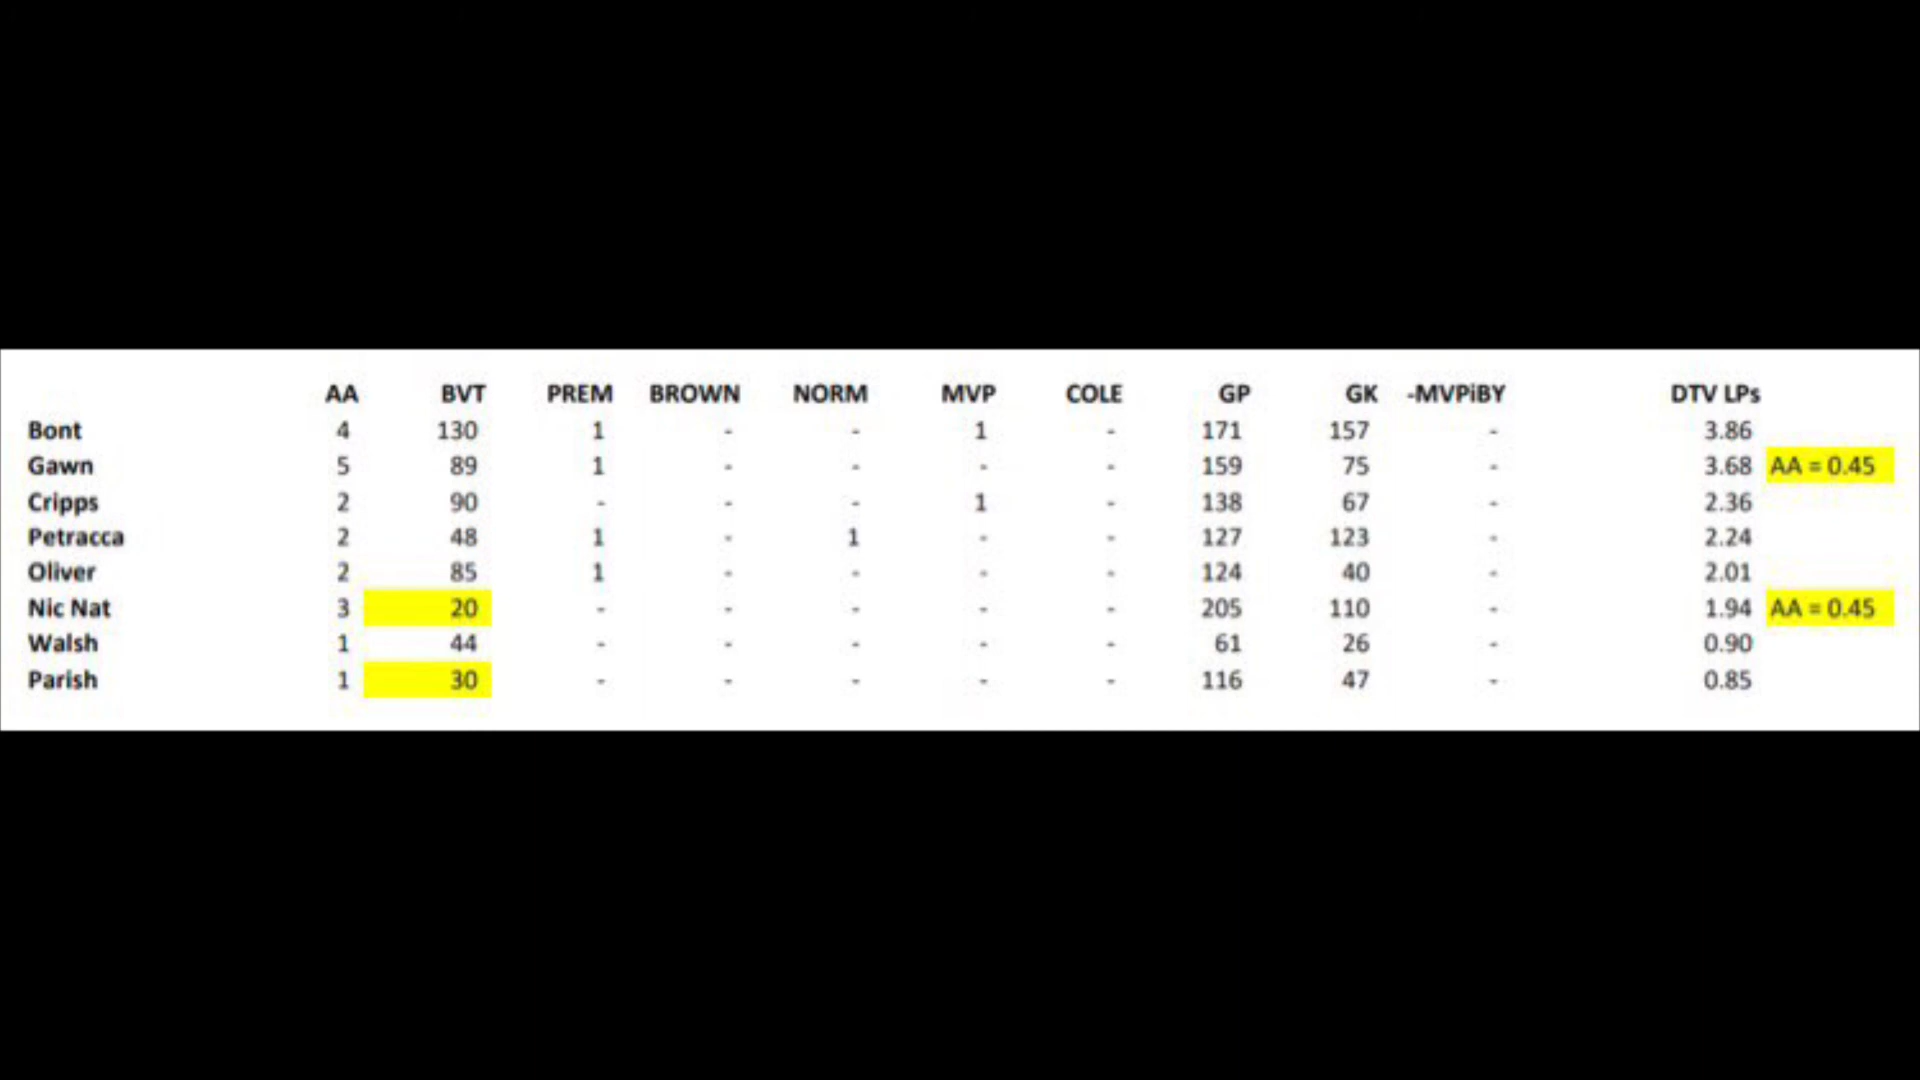 AA BVT PREM BROWN NORM MVP COLE GP GK -MVPiBY DTV LPs
Bont 4 130 1 - - 1 - 171 157 - 3.86
Gawn 5 89 1 - - - - 159 75 - 3.68 AA = 0.45
Cripps 2 90 - - - 1 - 138 67 - 2.36
Petracca 2 48 1 - 1 - - 127 123 - 2.24
Oliver 2 85 1 - - - - 124 40 - 2.01
Nic Nat 3 20 - - - - - 205 110 - 1.94 AA = 0.45
Walsh 1 44 - - - - - 61 26 - 0.90
Parish 1 30 - - - - - 116 47 - 0.85